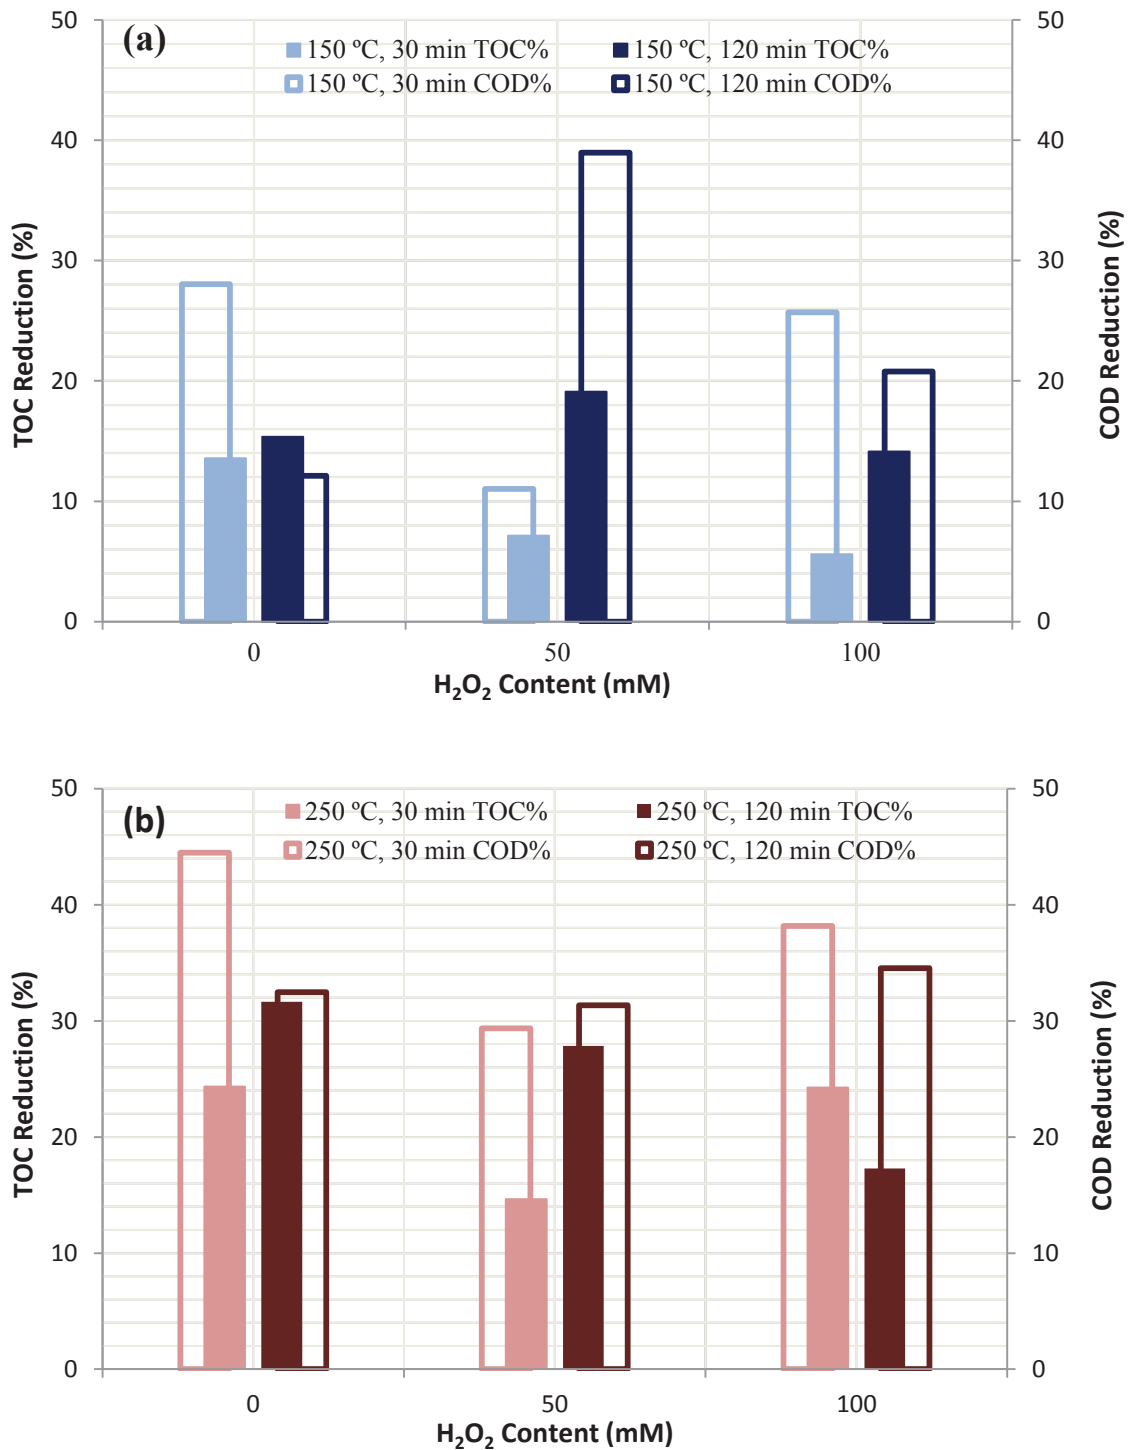 (a)
150 ºC, 30 min TOC%
150 ºC, 120 min TOC%
150 ºC, 30 min COD%
150 ºC, 120 min COD%
50
40
30
20
10
0
TOC Reduction (%)
50
40
30
20
10
0
COD Reduction (%)
0
50
100
H₂O₂ Content (mM)
(b)
250 ºC, 30 min TOC%
250 ºC, 120 min TOC%
250 ºC, 30 min COD%
250 ºC, 120 min COD%
50
40
30
20
10
0
TOC Reduction (%)
50
40
30
20
10
0
COD Reduction (%)
0
50
100
H₂O₂ Content (mM)